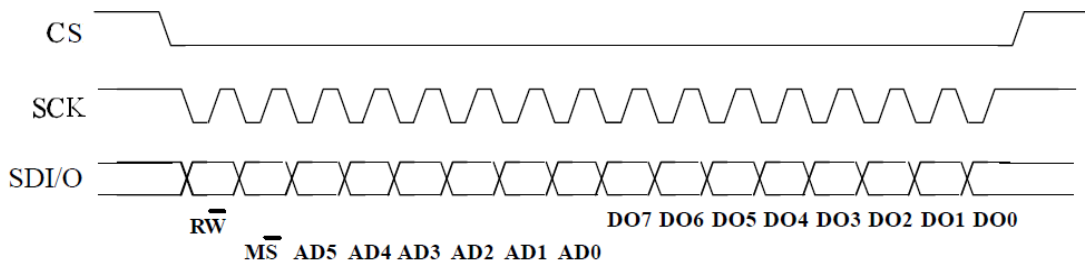 CS
SCK
SDI/O
RW̅ DO7 DO6 DO5 DO4 DO3 DO2 DO1 DO0
MS̅ AD5 AD4 AD3 AD2 AD1 AD0